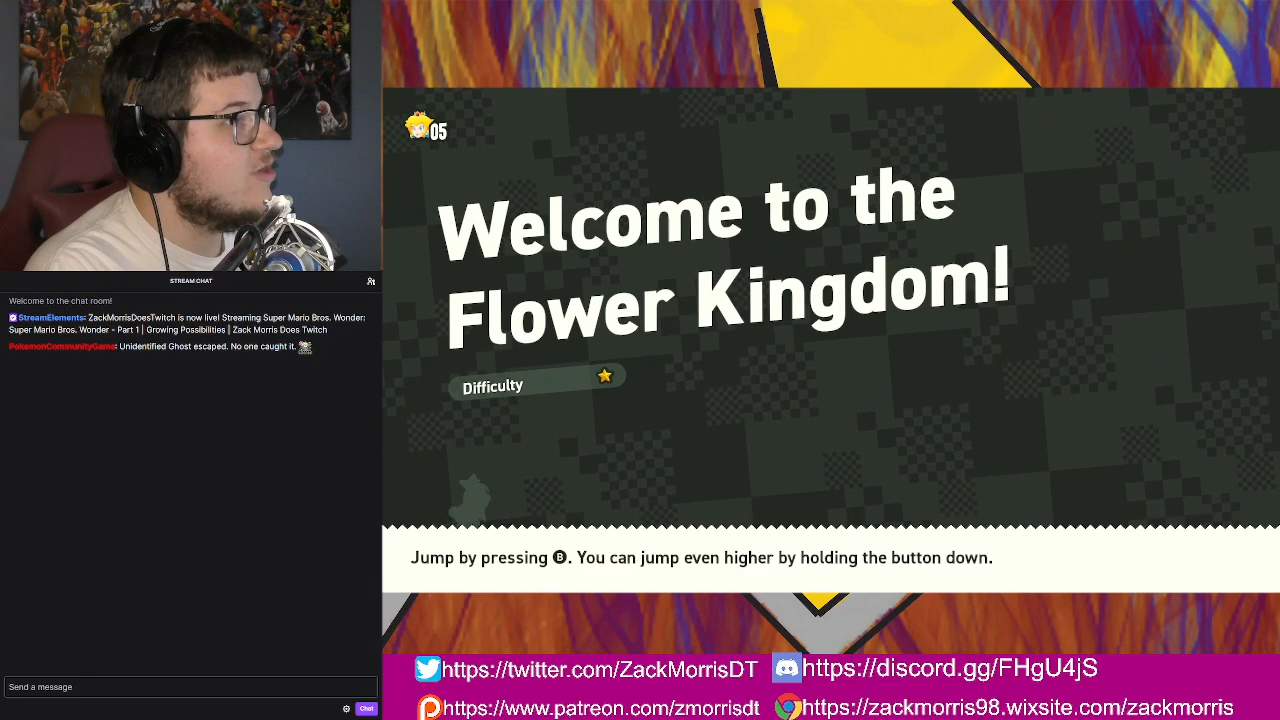 STREAM CHAT
Welcome to the chat room!
StreamElements: ZackMorrisDoesTwitch is now live! Streaming Super Mario Bros. Wonder:
Super Mario Bros. Wonder - Part 1 | Growing Possibilities | Zack Morris Does Twitch
PokemonCommunityGame: Unidentified Ghost escaped. No one caught it.
Send a message
Chat
05
Welcome to the
Flower Kingdom!
Difficulty
Jump by pressing B. You can jump even higher by holding the button down.
https://twitter.com/ZackMorrisDT
https://discord.gg/FHgU4jS
https://www.patreon.com/zmorrisdt
https://zackmorris98.wixsite.com/zackmorris